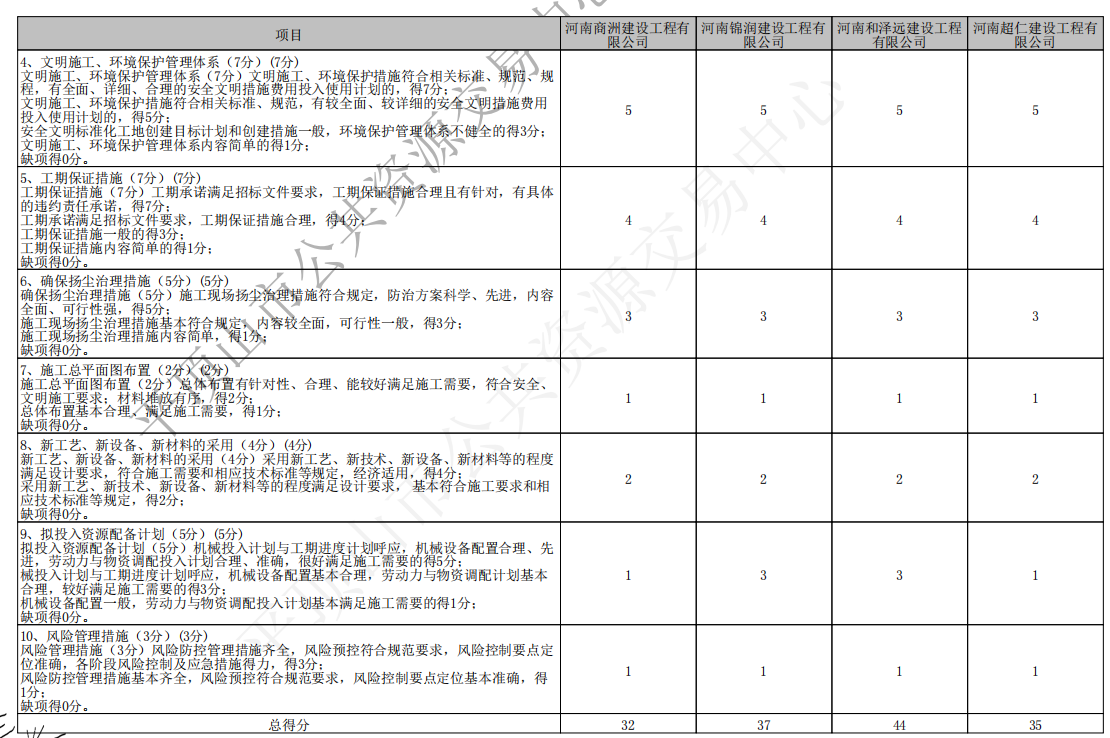 项目
河南商洲建设工程有
限公司
河南锦润建设工程有
限公司
河南和泽远建设工程
有限公司
河南超仁建设工程有
限公司
4、文明施工、环境保护管理体系（7分）(7分)
文明施工、环境保护管理体系（7分）文明施工、环境保护措施符合相关标准、规范、规
程，有全面、详细、合理的安全文明措施费用投入使用计划的，得7分；
文明施工、环境保护措施符合相关标准、规范，有较全面、较详细的安全文明措施费用
投入使用计划的，得5分；
安全文明标准化工地创建目标计划和创建措施一般，环境保护管理体系不健全的得3分；
文明施工、环境保护管理体系内容简单的得1分；
缺项得0分。
5
5
5
5
5、工期保证措施（7分）(7分)
工期保证措施（7分）工期承诺满足招标文件要求，工期保证措施合理且有针对，有具体
的违约责任承诺，得7分；
工期承诺满足招标文件要求，工期保证措施合理，得4分；
工期保证措施一般的得3分；
工期保证措施内容简单的得1分；
缺项得0分。
4
4
4
4
6、确保扬尘治理措施（5分）(5分)
确保扬尘治理措施（5分）施工现场扬尘治理措施符合规定，防治方案科学、先进，内容
全面、可行性强，得5分；
施工现场扬尘治理措施基本符合规定，内容较全面，可行性一般，得3分；
施工现场扬尘治理措施内容简单，得1分；
缺项得0分。
3
3
3
3
7、施工总平面图布置（2分）(2分)
施工总平面图布置（2分）总体布置有针对性、合理、能较好满足施工需要，符合安全、
文明施工要求；材料堆放有序，得2分；
总体布置基本合理、满足施工需要，得1分；
缺项得0分。
1
1
1
1
8、新工艺、新设备、新材料的采用（4分）(4分)
新工艺、新设备、新材料的采用（4分）采用新工艺、新技术、新设备、新材料等的程度
满足设计要求，符合施工需要和相应技术标准等规定，经济适用，得4分；
采用新工艺、新技术、新设备、新材料等的程度满足设计要求， 基本符合施工要求和相
应技术标准等规定，得2分；
缺项得0分。
2
2
2
2
9、拟投入资源配备计划（5分）(5分)
拟投入资源配备计划（5分）机械投入计划与工期进度计划呼应，机械设备配置合理、先
进，劳动力与物资调配投入计划合理、准确，很好满足施工需要的得5分；
械投入计划与工期进度计划呼应，机械设备配置基本合理，劳动力与物资调配计划基本
合理，较好满足施工需要的得3分；
机械设备配置一般，劳动力与物资调配投入计划基本满足施工需要的得1分；
缺项得0分。
1
3
3
1
10、风险管理措施（3分）(3分)
风险管理措施（3分）风险防控管理措施齐全，风险预控符合规范要求，风险控制要点定
位准确，各阶段风险控制及应急措施得力，得3分；
风险防控管理措施基本齐全，风险预控符合规范要求，风险控制要点定位基本准确，得
1分；
缺项得0分。
1
1
1
1
总得分
32
37
44
35
平顶山市公共资源交易中心
平顶山市公共资源交易中心